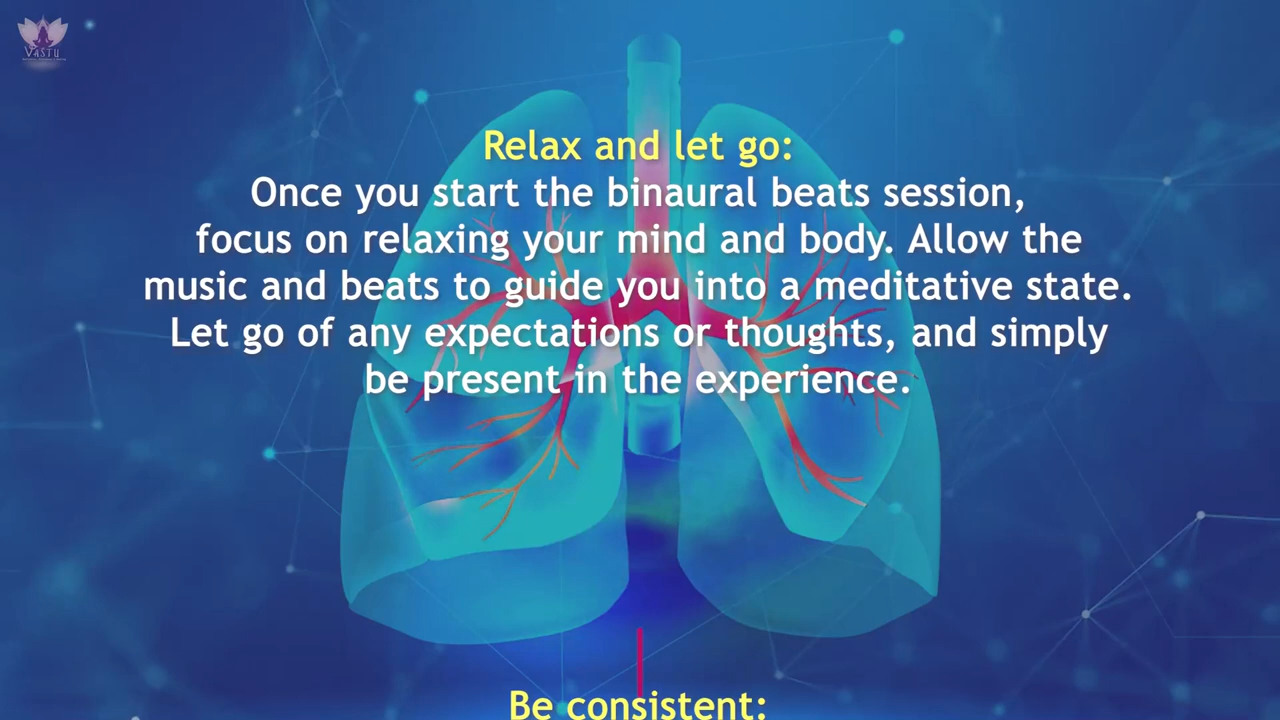 VASTU
Relax and let go:
Once you start the binaural beats session,
focus on relaxing your mind and body. Allow the
music and beats to guide you into a meditative state.
Let go of any expectations or thoughts, and simply
be present in the experience.
Be consistent: